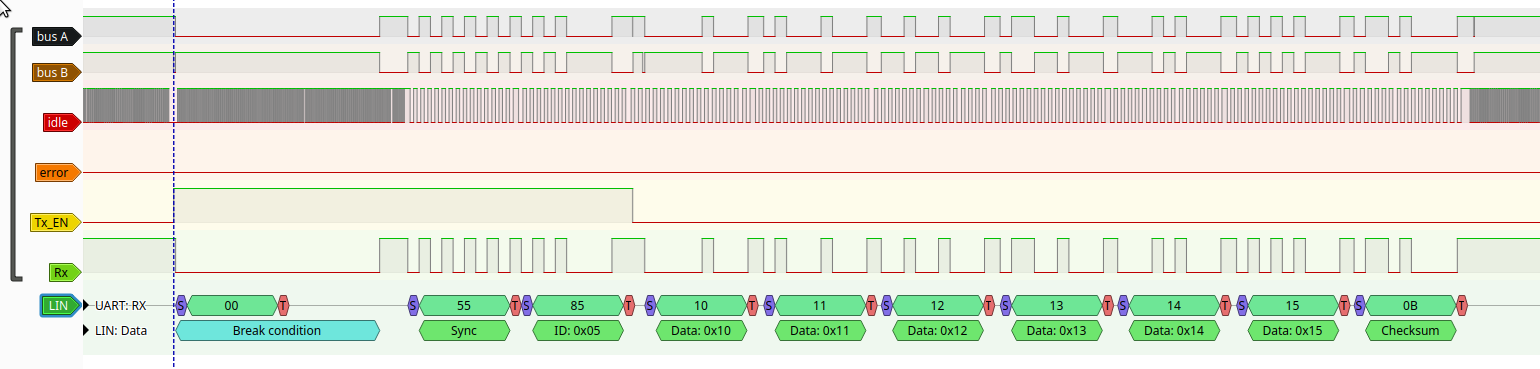 bus A
bus B
idle
error
Tx_EN
Rx
LIN UART: RX S 00 T S 55 T S 85 T S 10 T S 11 T S 12 T S 13 T S 14 T S 15 T S 0B T
LIN: Data Break condition Sync ID: 0x05 Data: 0x10 Data: 0x11 Data: 0x12 Data: 0x13 Data: 0x14 Data: 0x15 Checksum